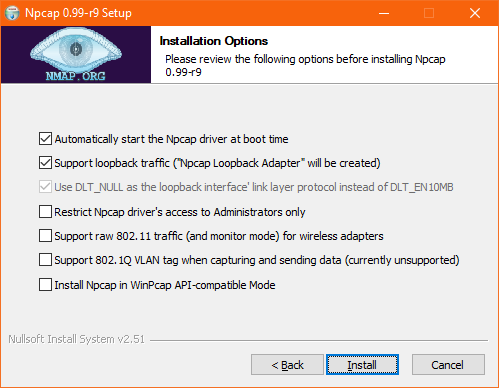 Npcap 0.99-r9 Setup
NMAP.ORG
Installation Options
Please review the following options before installing Npcap
0.99-r9
Automatically start the Npcap driver at boot time
Support loopback traffic ("Npcap Loopback Adapter" will be created)
Use DLT_NULL as the loopback interface' link layer protocol instead of DLT_EN10MB
Restrict Npcap driver's access to Administrators only
Support raw 802.11 traffic (and monitor mode) for wireless adapters
Support 802.1Q VLAN tag when capturing and sending data (currently unsupported)
Install Npcap in WinPcap API-compatible Mode
Nullsoft Install System v2.51
< Back
Install
Cancel